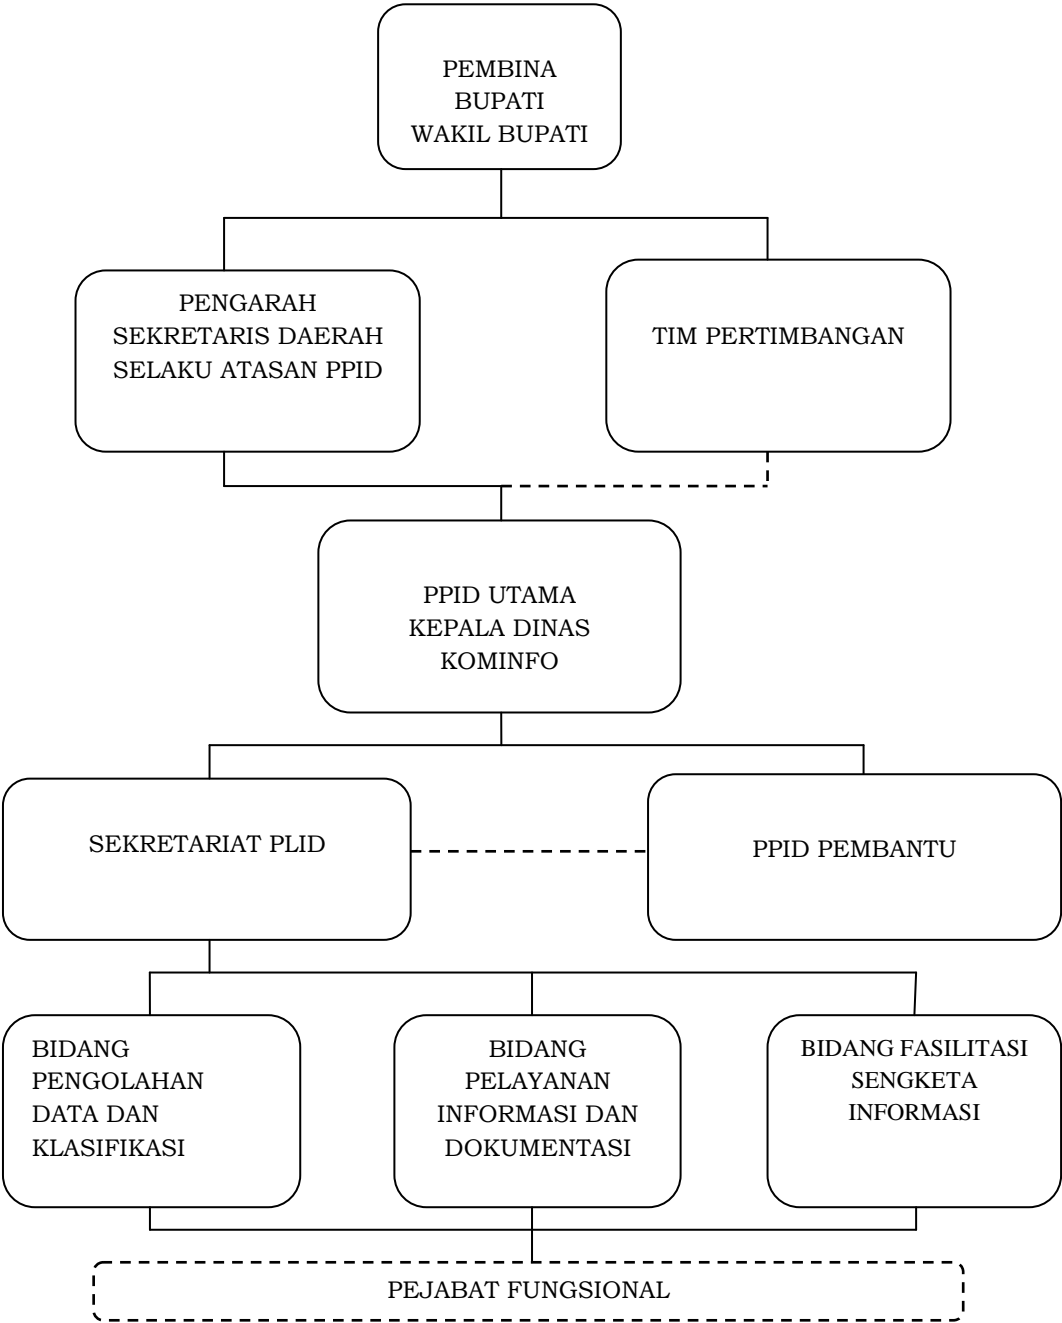 PEMBINA
BUPATI
WAKIL BUPATI
PENGARAH
SEKRETARIS DAERAH
SELAKU ATASAN PPID
TIM PERTIMBANGAN
PPID UTAMA
KEPALA DINAS
KOMINFO
SEKRETARIAT PLID
PPID PEMBANTU
BIDANG
PENGOLAHAN
DATA DAN
KLASIFIKASI
BIDANG
PELAYANAN
INFORMASI DAN
DOKUMENTASI
BIDANG FASILITASI
SENGKETA
INFORMASI
PEJABAT FUNGSIONAL